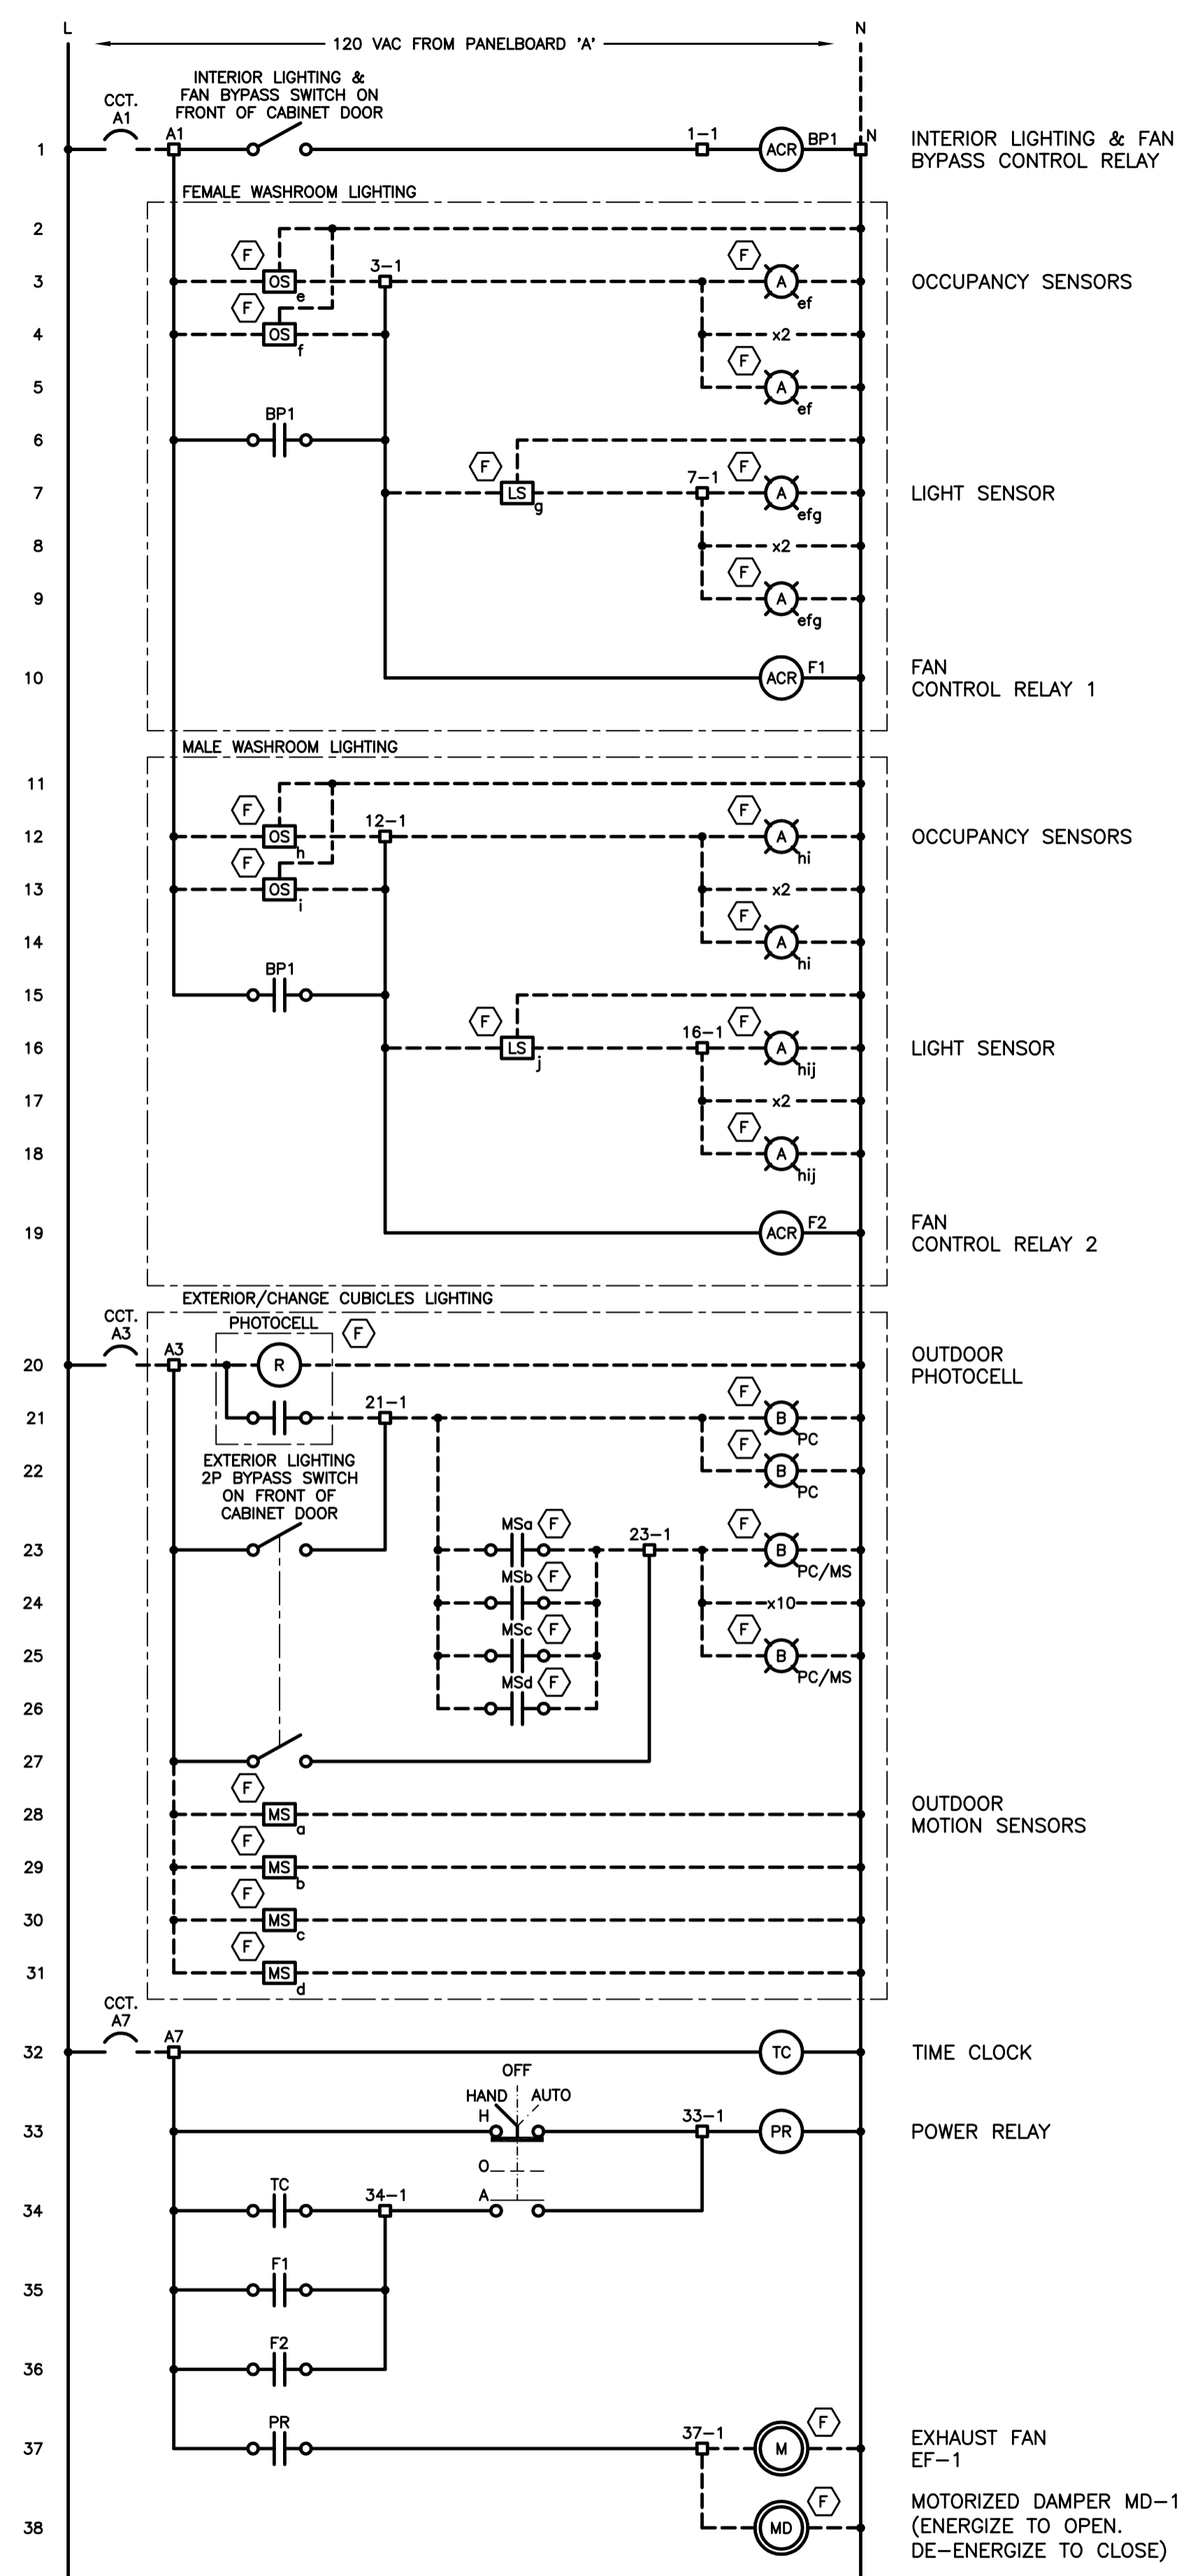 L
N
120 VAC FROM PANELBOARD 'A'
INTERIOR LIGHTING &
FAN BYPASS SWITCH ON
FRONT OF CABINET DOOR
CCT.
A1
A1
1-1
BP1
N
1
ACR
INTERIOR LIGHTING & FAN
BYPASS CONTROL RELAY
FEMALE WASHROOM LIGHTING
2
F
F
3-1
3
OS
e
A
ef
OCCUPANCY SENSORS
F
4
OS
f
x2
F
5
A
ef
BP1
6
F
7-1
F
7
LS
g
A
efg
LIGHT SENSOR
8
x2
F
9
A
efg
10
ACR
F1
FAN
CONTROL RELAY 1
MALE WASHROOM LIGHTING
11
F
F
12-1
12
OS
h
A
hi
OCCUPANCY SENSORS
F
13
OS
i
x2
F
14
A
hi
BP1
15
F
16-1
F
16
LS
j
A
hij
LIGHT SENSOR
17
x2
F
18
A
hij
19
ACR
F2
FAN
CONTROL RELAY 2
EXTERIOR/CHANGE CUBICLES LIGHTING
CCT.
A3
PHOTOCELL
F
A3
20
R
OUTDOOR
PHOTOCELL
21-1
F
21
B
PC
F
22
B
PC
EXTERIOR LIGHTING
2P BYPASS SWITCH
ON FRONT OF
CABINET DOOR
MSa
F
23-1
F
23
B
PC/MS
MSb
F
24
x10
MSc
F
F
25
B
PC/MS
MSd
F
26
27
F
28
MS
a
OUTDOOR
MOTION SENSORS
F
29
MS
b
F
30
MS
c
F
31
MS
d
CCT.
A7
A7
32
TC
TIME CLOCK
OFF
HAND
AUTO
H
33-1
33
PR
POWER RELAY
O
TC
34-1
A
34
F1
35
F2
36
PR
37-1
F
37
M
EXHAUST FAN
EF-1
F
38
MD
MOTORIZED DAMPER MD-1
(ENERGIZE TO OPEN.
DE-ENERGIZE TO CLOSE)